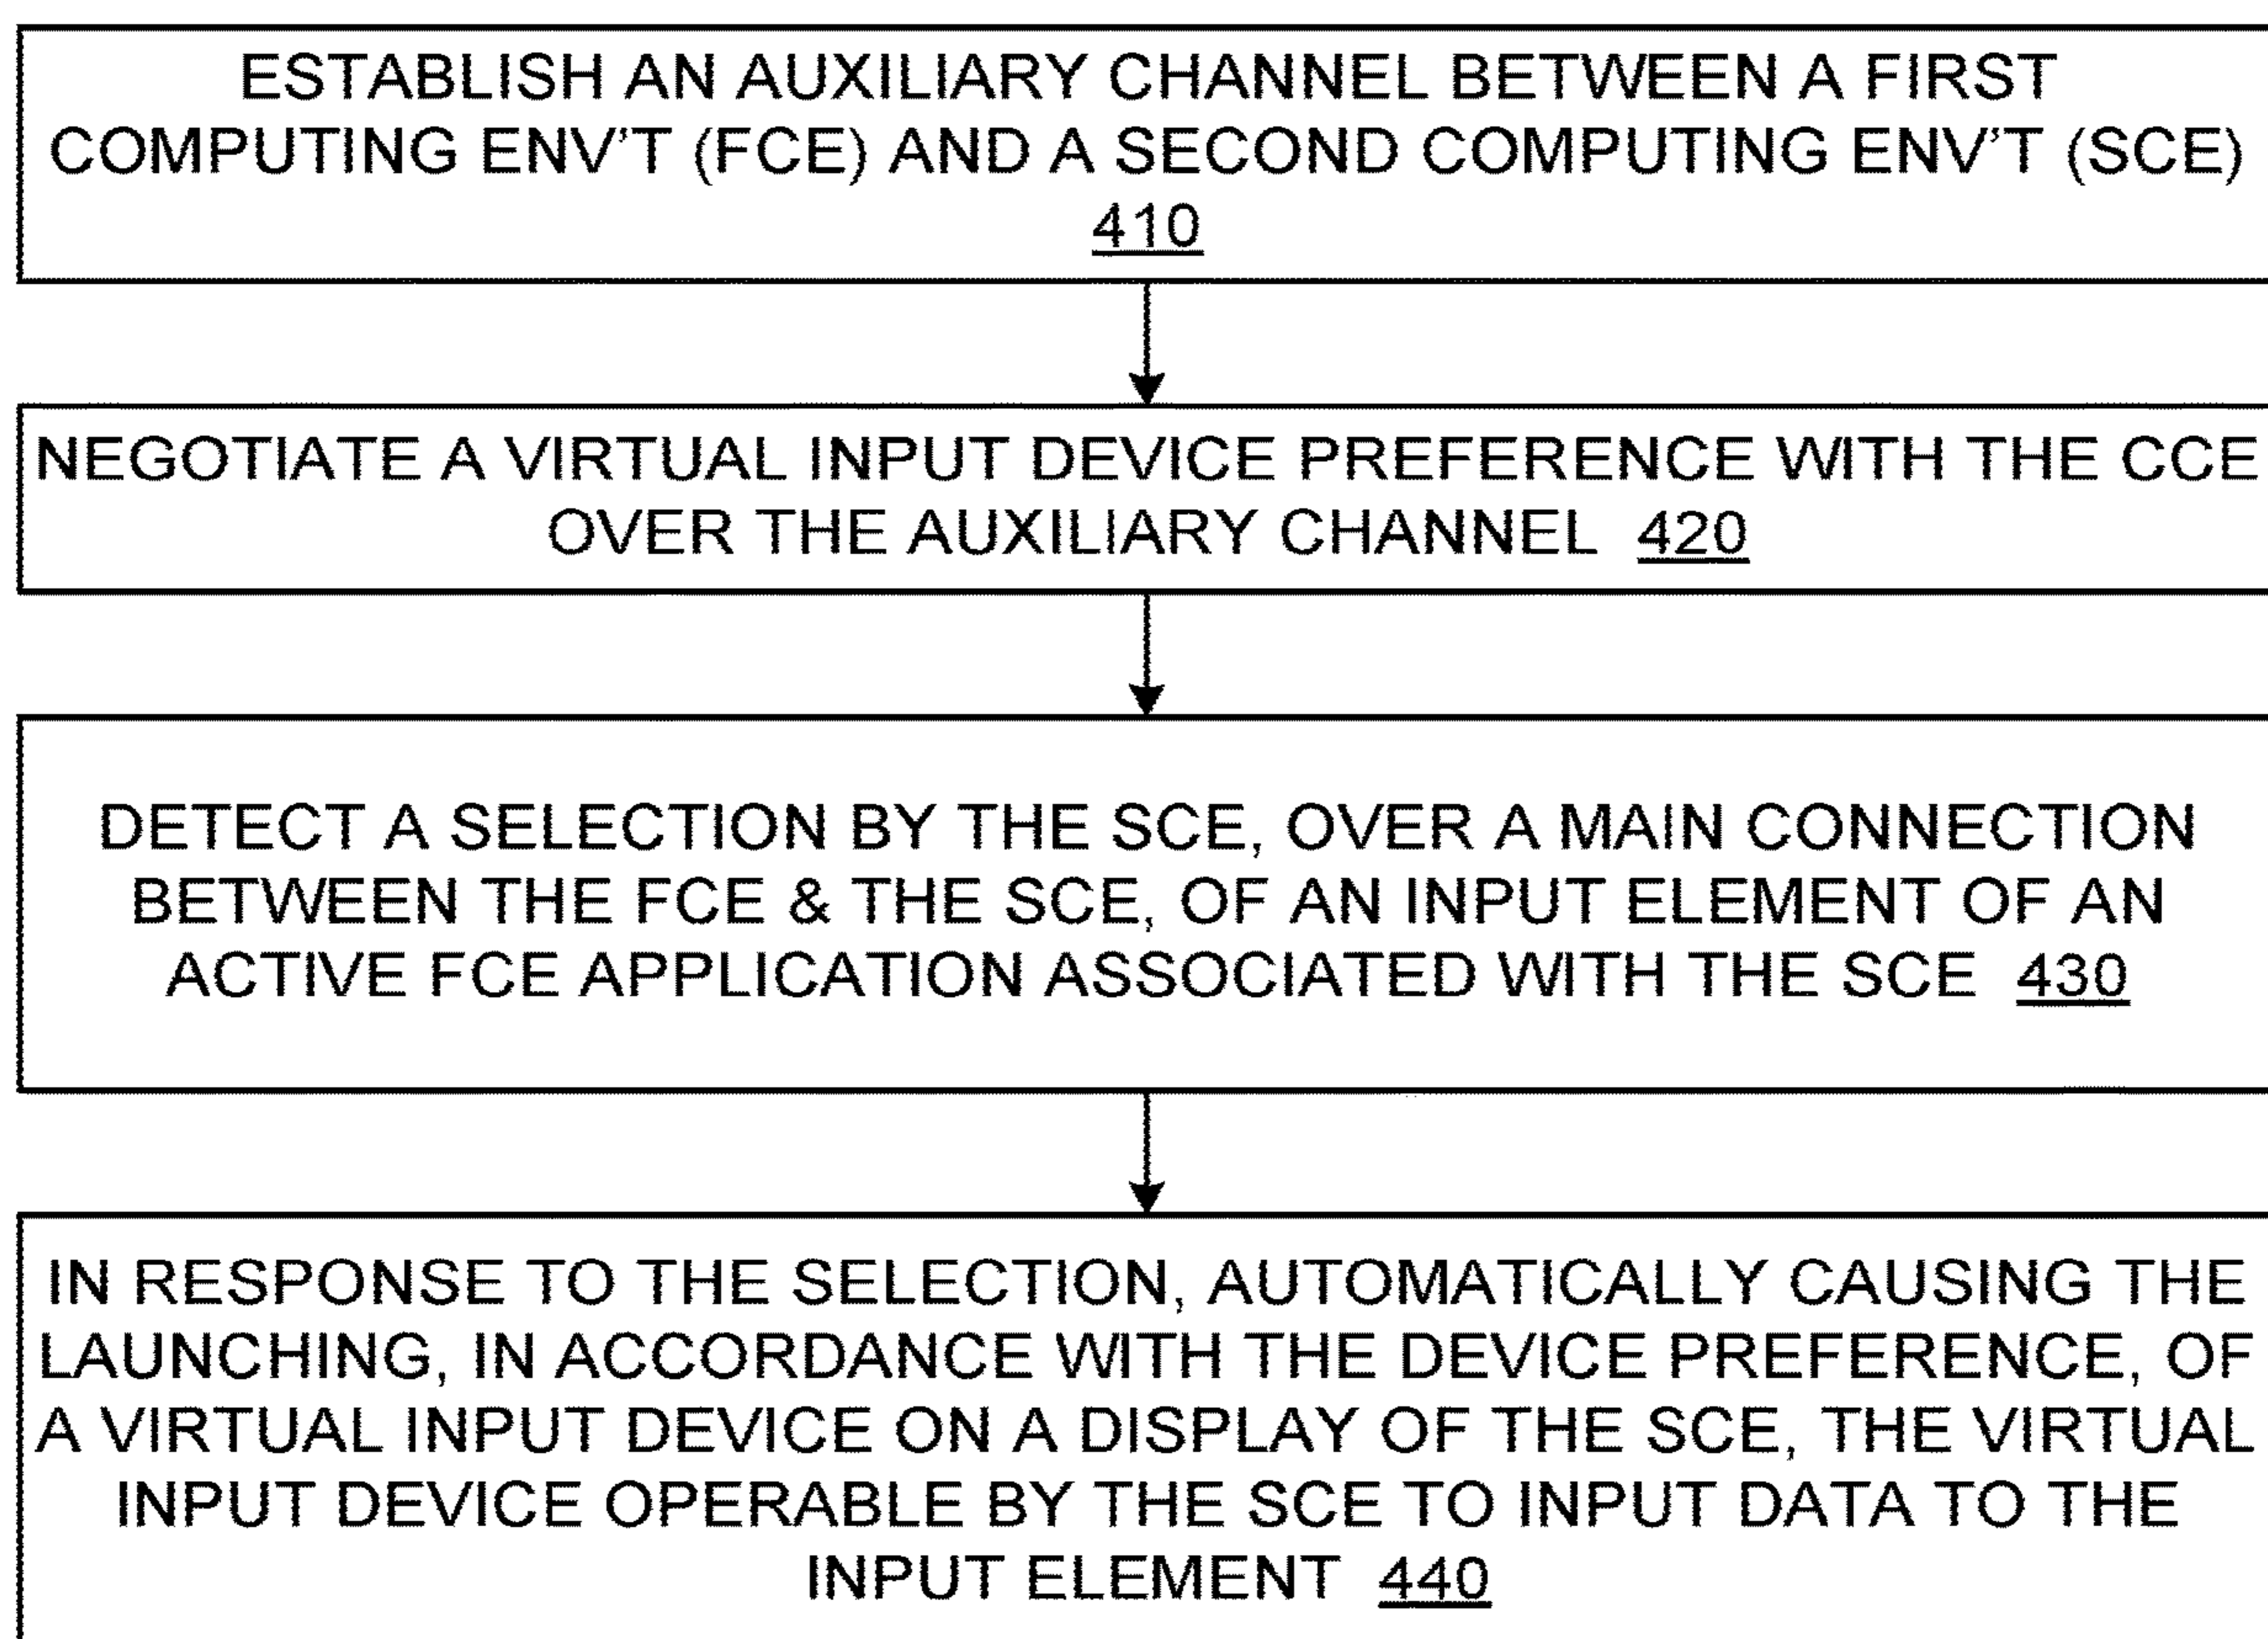 ESTABLISH AN AUXILIARY CHANNEL BETWEEN A FIRST
COMPUTING ENV'T (FCE) AND A SECOND COMPUTING ENV'T (SCE)
410
NEGOTIATE A VIRTUAL INPUT DEVICE PREFERENCE WITH THE CCE
OVER THE AUXILIARY CHANNEL 420
DETECT A SELECTION BY THE SCE, OVER A MAIN CONNECTION
BETWEEN THE FCE & THE SCE, OF AN INPUT ELEMENT OF AN
ACTIVE FCE APPLICATION ASSOCIATED WITH THE SCE 430
IN RESPONSE TO THE SELECTION, AUTOMATICALLY CAUSING THE
LAUNCHING, IN ACCORDANCE WITH THE DEVICE PREFERENCE, OF
A VIRTUAL INPUT DEVICE ON A DISPLAY OF THE SCE, THE VIRTUAL
INPUT DEVICE OPERABLE BY THE SCE TO INPUT DATA TO THE
INPUT ELEMENT 440